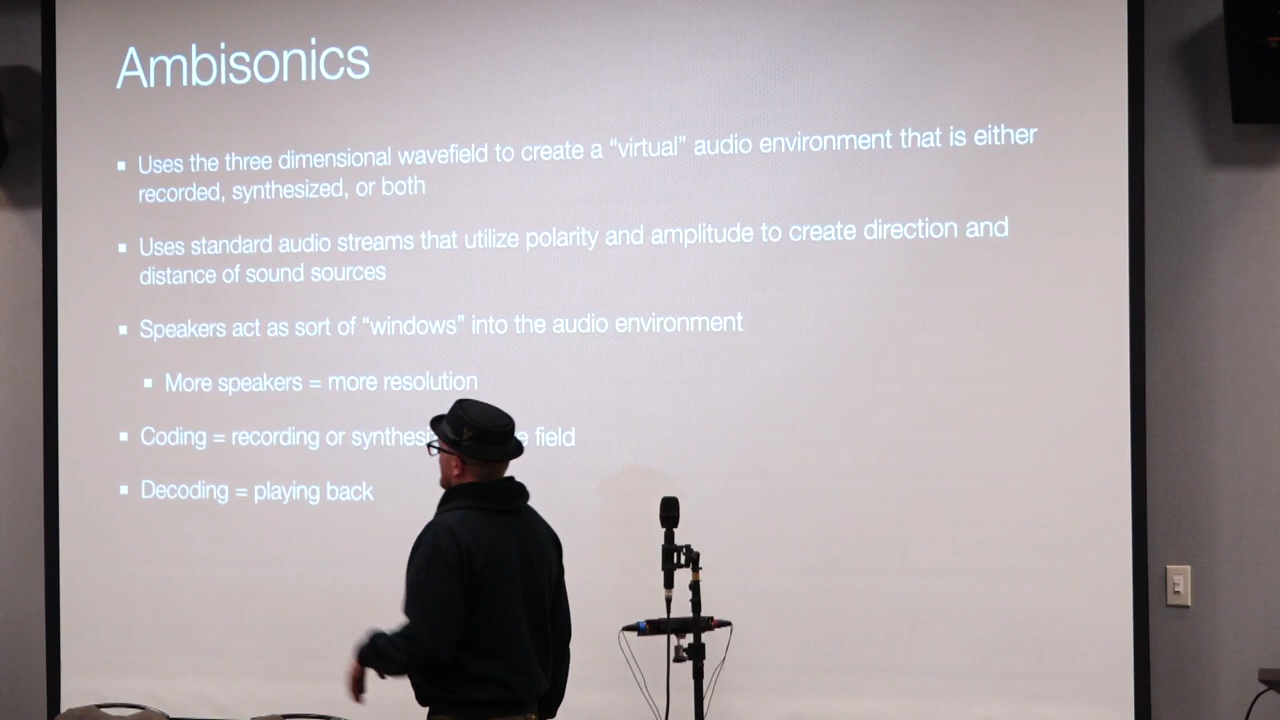 Ambisonics
▪ Uses the three dimensional wavefield to create a “virtual” audio environment that is either
recorded, synthesized, or both
▪ Uses standard audio streams that utilize polarity and amplitude to create direction and
distance of sound sources
▪ Speakers act as sort of “windows” into the audio environment
▪ More speakers = more resolution
▪ Coding = recording or field
▪ Decoding = playing back